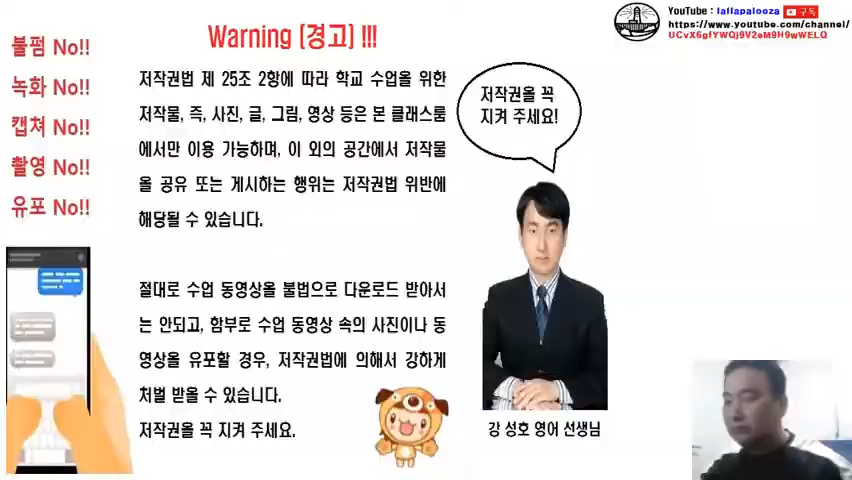 불펌 No!!
녹화 No!!
캡쳐 No!!
촬영 No!!
유포 No!!
Warning (경고) !!!
저작권법 제 25조 2항에 따라 학교 수업을 위한
저작물, 즉, 사진, 글, 그림, 영상 등은 본 클래스룸
에서만 이용 가능하며, 이 외의 공간에서 저작물
을 공유 또는 게시하는 행위는 저작권법 위반에
해당될 수 있습니다.
절대로 수업 동영상을 불법으로 다운로드 받아서
는 안되고, 함부로 수업 동영상 속의 사진이나 동
영상을 유포할 경우, 저작권법에 의해서 강하게
처벌 받을 수 있습니다.
저작권을 꼭 지켜 주세요.
저작권을 꼭
지켜 주세요!
강 성호 영어 선생님
YouTube : laflapalooza 구독
https://www.youtube.com/channel/
UCvX6gfYWQj9V2eM9H9wWELQ